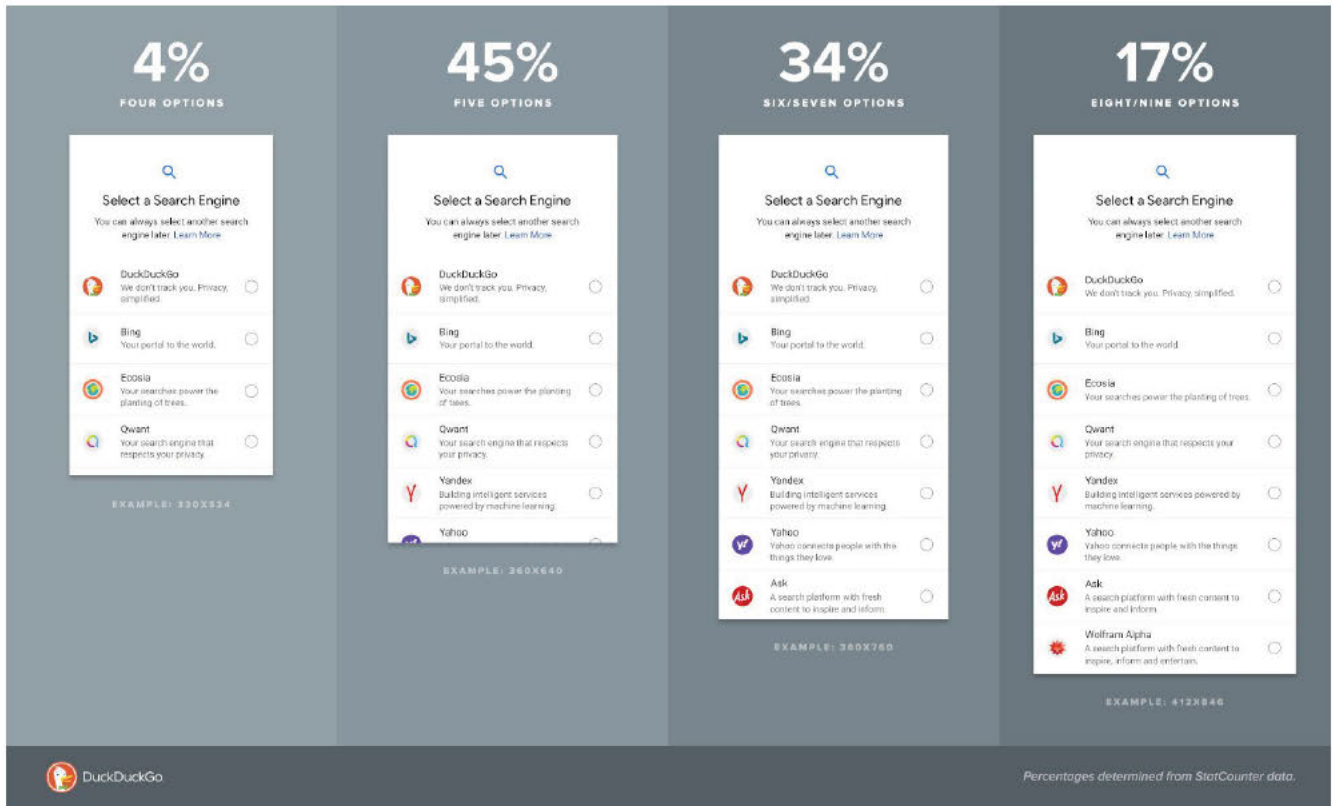 4%
FOUR OPTIONS
Select a Search Engine
You can always select another search
engine later. Learn More
DuckDuckGo
We don't track you. Privacy,
simplified.
Bing
Your portal to the world.
Ecosia
Your searches power the
planting of trees.
Qwant
Your search engine that
respects your privacy.
EXAMPLE: 330X534
45%
FIVE OPTIONS
Select a Search Engine
You can always select another search
engine later. Learn More
DuckDuckGo
We don't track you. Privacy,
simplified.
Bing
Your portal to the world.
Ecosia
Your searches power the planting
of trees.
Qwant
Your search engine that respects
your privacy.
Yandex
Building intelligent services
powered by machine learning.
Yahoo
EXAMPLE: 360X640
34%
SIX/SEVEN OPTIONS
Select a Search Engine
You can always select another search
engine later. Learn More
DuckDuckGo
We don't track you. Privacy,
simplified.
Bing
Your portal to the world.
Ecosia
Your searches power the planting
of trees.
Qwant
Your search engine that respects
your privacy.
Yandex
Building intelligent services
powered by machine learning.
Yahoo
Yahoo connects people with the
things they love.
Ask
Ask
A search platform with fresh
content to inspire and inform.
EXAMPLE: 360X760
17%
EIGHT/NINE OPTIONS
Select a Search Engine
You can always select another search
engine later. Learn More
DuckDuckGo
We don't track you. Privacy, simplified.
Bing
Your portal to the world.
Ecosia
Your searches power the planting of trees.
Qwant
Your search engine that respects your
privacy.
Yandex
Building intelligent services powered by
machine learning.
Yahoo
Yahoo connects people with the things
they love.
Ask
Ask
A search platform with fresh content to
inspire and inform.
Wolfram Alpha
A search platform with fresh content to
inspire, inform and entertain.
EXAMPLE: 412X846
DuckDuckGo
Percentages determined from StatCounter data.